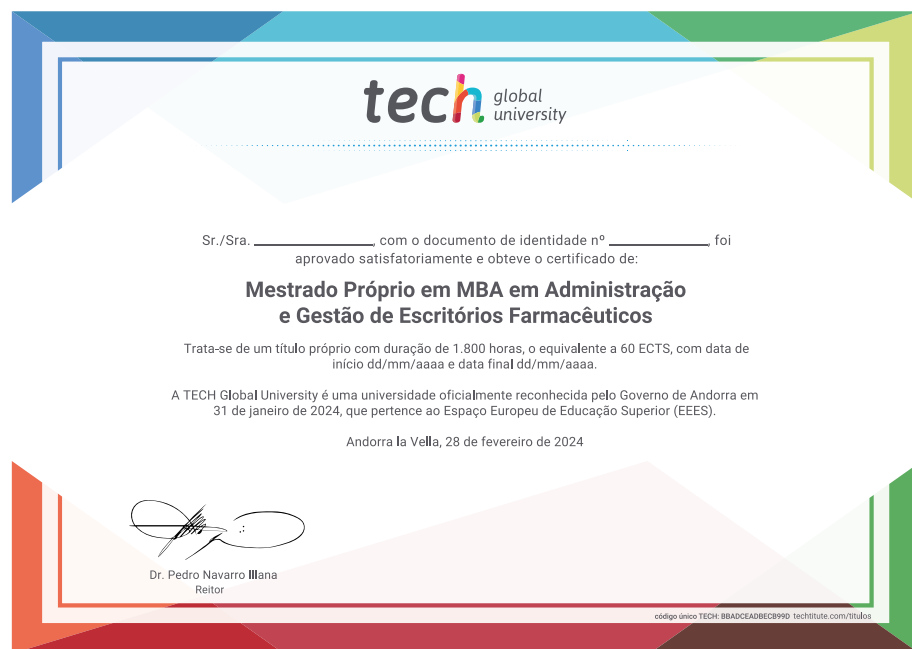 tech global university
Sr./Sra. ____________, com o documento de identidade nº __________, foi
aprovado satisfatoriamente e obteve o certificado de:
Mestrado Próprio em MBA em Administração
e Gestão de Escritórios Farmacêuticos
Trata-se de um título próprio com duração de 1.800 horas, o equivalente a 60 ECTS, com data de
início dd/mm/aaaa e data final dd/mm/aaaa.
A TECH Global University é uma universidade oficialmente reconhecida pelo Governo de Andorra em
31 de janeiro de 2024, que pertence ao Espaço Europeu de Educação Superior (EEES).
Andorra la Vella, 28 de fevereiro de 2024
Dr. Pedro Navarro Illana
Reitor
código único TECH: BBADCEADBECB99D techtitute.com/titulos